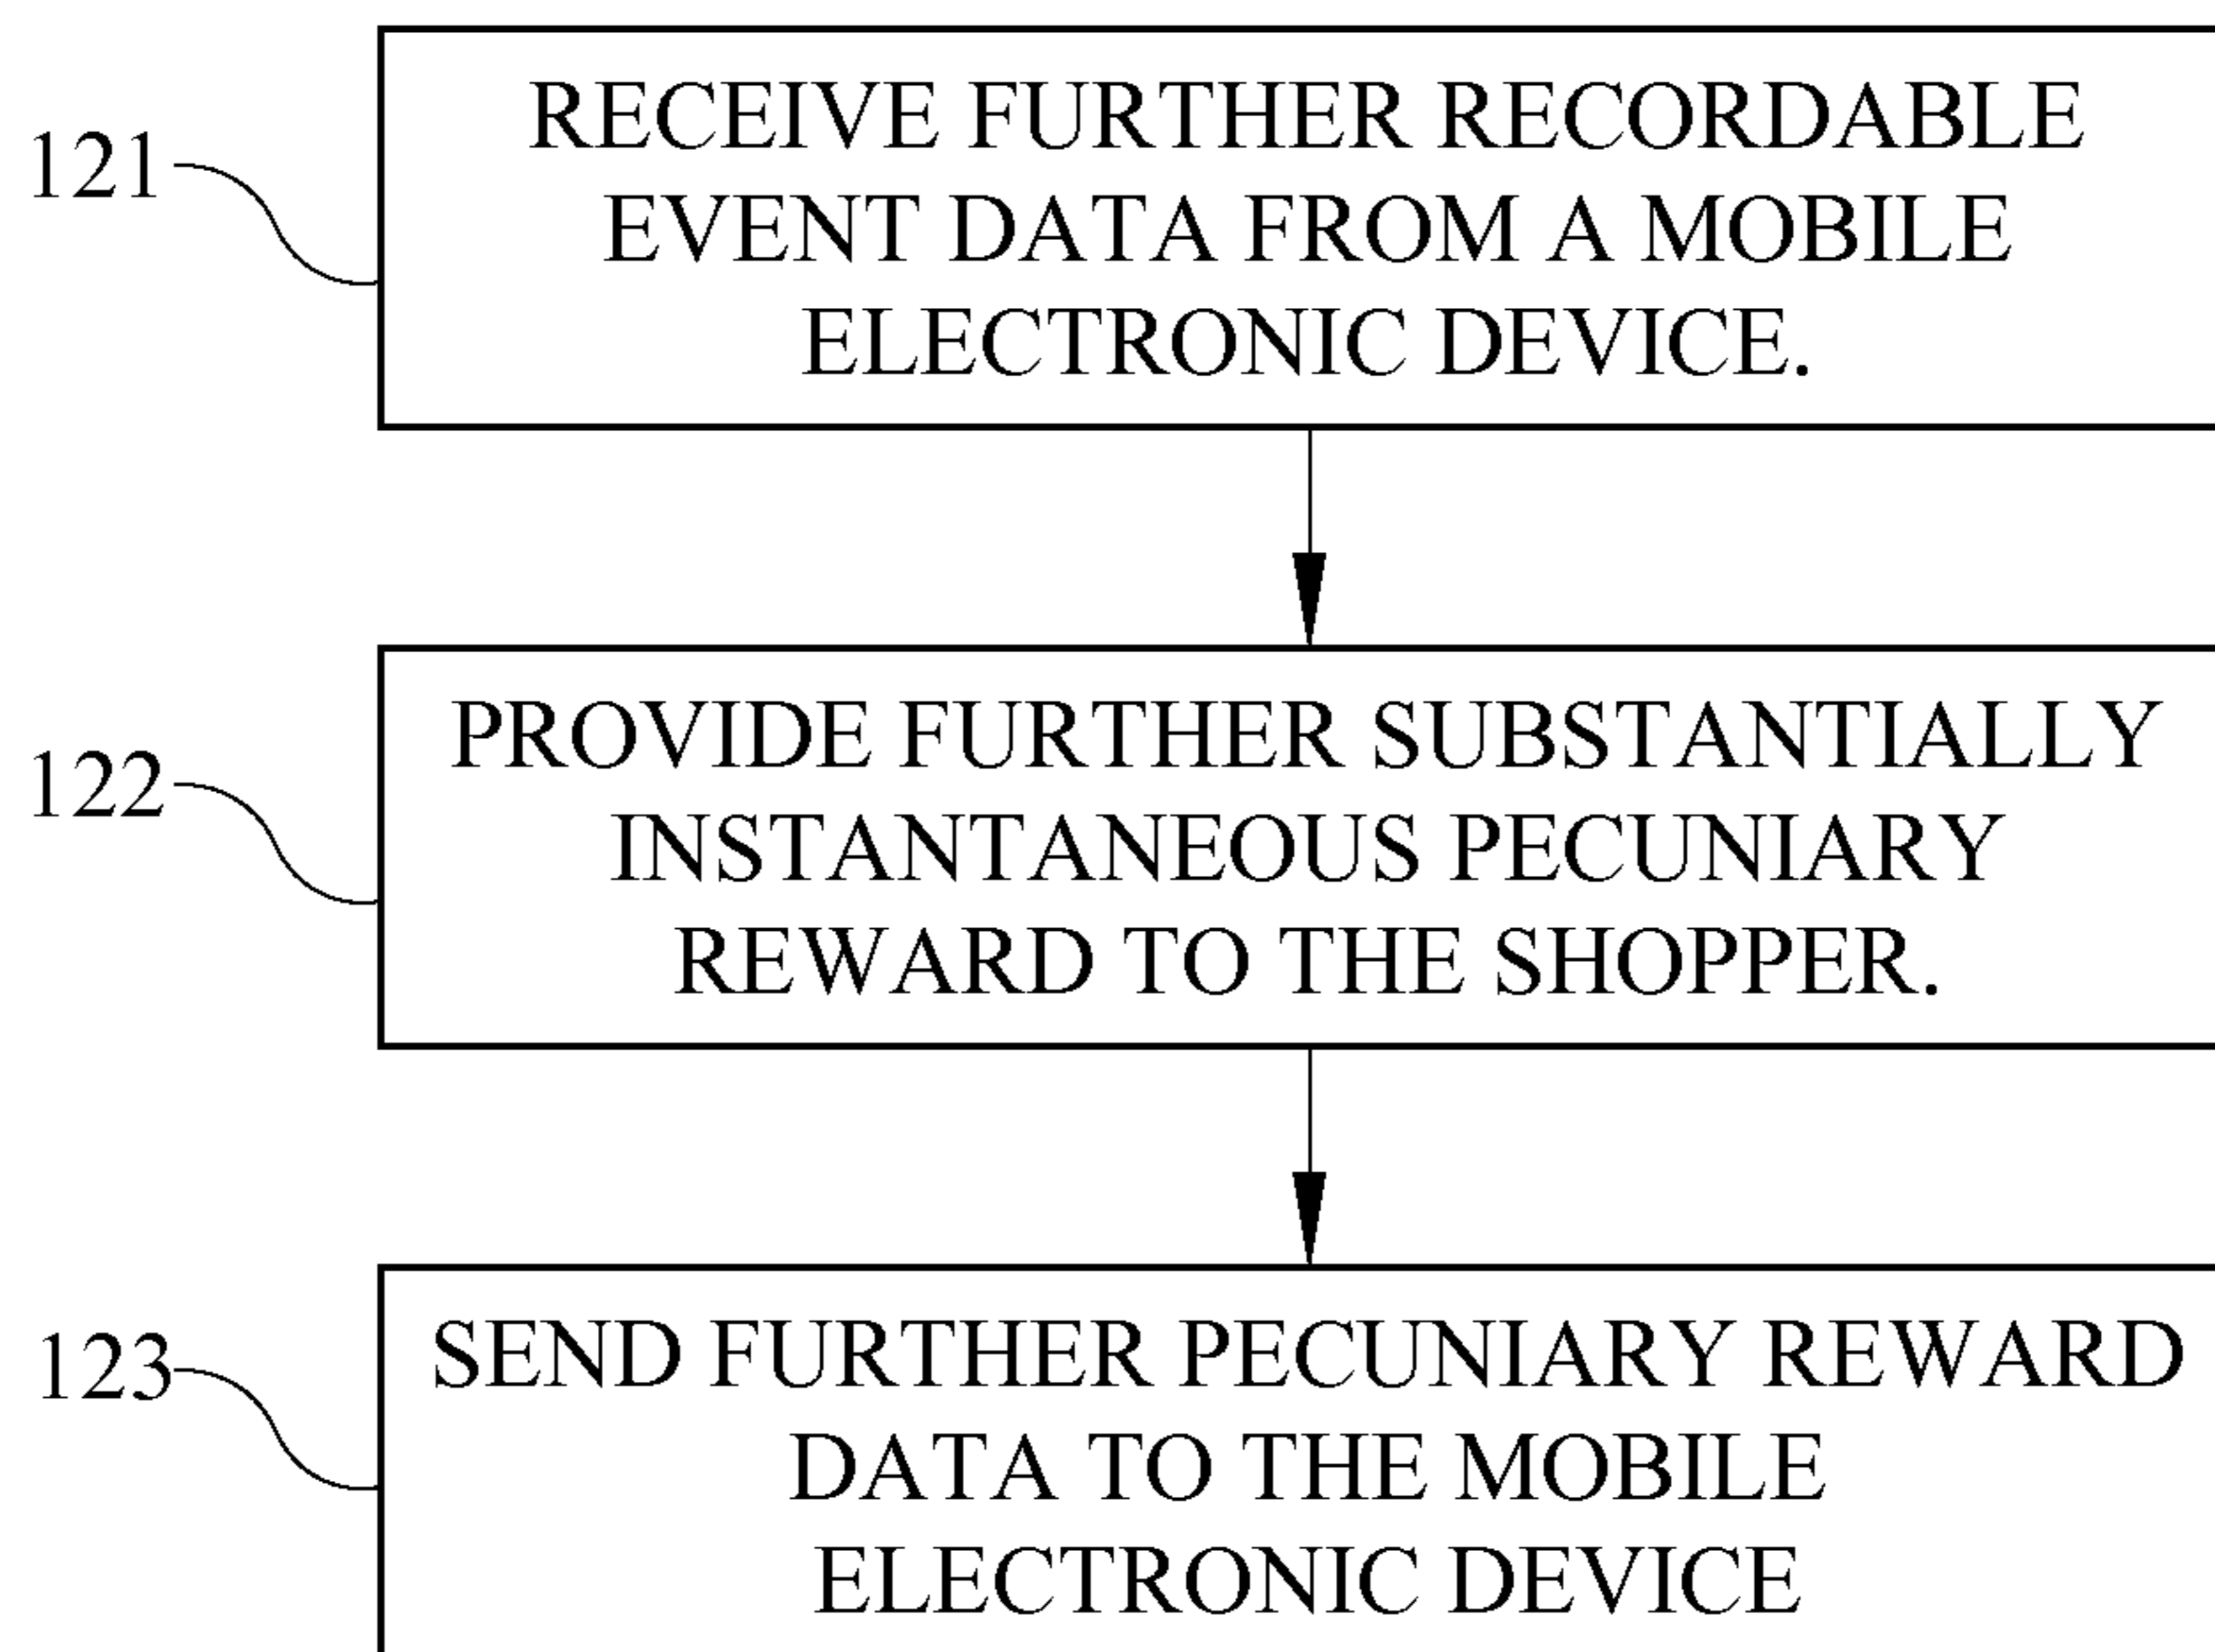 121
RECEIVE FURTHER RECORDABLE
EVENT DATA FROM A MOBILE
ELECTRONIC DEVICE.
122
PROVIDE FURTHER SUBSTANTIALLY
INSTANTANEOUS PECUNIARY
REWARD TO THE SHOPPER.
123
SEND FURTHER PECUNIARY REWARD
DATA TO THE MOBILE
ELECTRONIC DEVICE